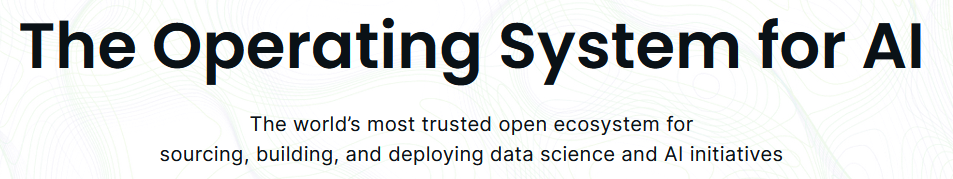 The Operating System for AI
The world’s most trusted open ecosystem for
sourcing, building, and deploying data science and AI initiatives